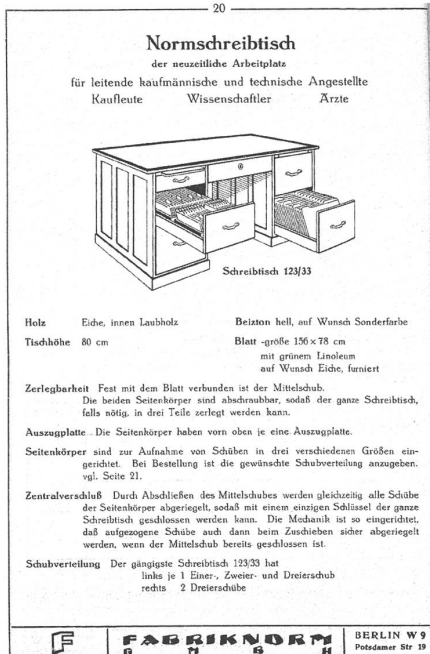 20
Normschreibtisch
der neuzeitliche Arbeitplatz
für leitende kaufmännische und technische Angestellte
Kaufleute Wissenschaftler Ärzte
Schreibtisch 123/33
Holz Eiche, innen Laubholz
Beizton hell, auf Wunsch Sonderfarbe
Tischhöhe 80 cm
Blatt -größe 156 × 78 cm
mit grünem Linoleum
auf Wunsch Eiche, furniert
Zerlegbarkeit Fest mit dem Blatt verbunden ist der Mittelschub.
Die beiden Seitenkörper sind abschraubbar, sodaß der ganze Schreibtisch,
falls nötig, in drei Teile zerlegt werden kann.
Auszugplatte Die Seitenkörper haben vorn oben je eine Auszugplatte.
Seitenkörper sind zur Aufnahme von Schüben in drei verschiedenen Größen ein-
gerichtet. Bei Bestellung ist die gewünschte Schubverteilung anzugeben.
vgl. Seite 21.
Zentralverschluß Durch Abschließen des Mittelschubes werden gleichzeitig alle Schübe
der Seitenkörper abgeriegelt, sodaß mit einem einzigen Schlüssel der ganze
Schreibtisch geschlossen werden kann. Die Mechanik ist so eingerichtet,
daß aufgezogene Schübe auch dann beim Zuschieben sicher abgeriegelt
werden, wenn der Mittelschub bereits geschlossen ist.
Schubverteilung Der gängigste Schreibtisch 123/33 hat
links je 1 Einer-, Zweier- und Dreierschub
rechts 2 Dreierschübe
F FABRIKNORM
G M B H
BERLIN W 9
Potsdamer Str 19